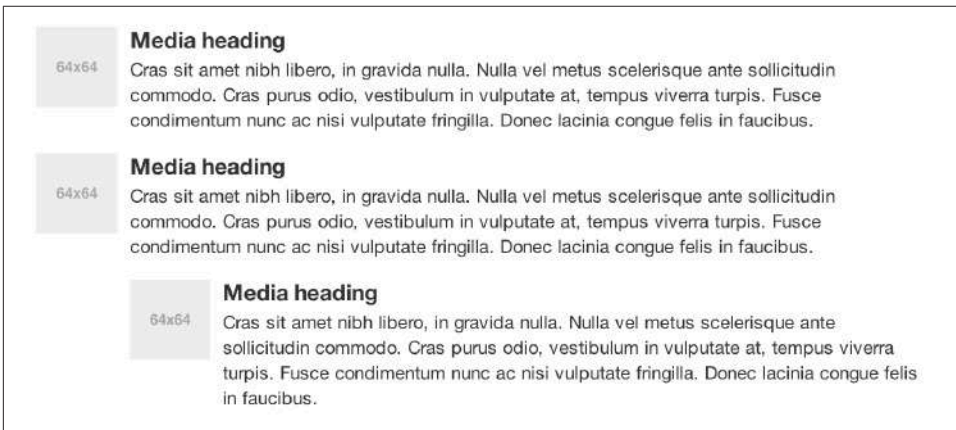 Media heading
64x64
Cras sit amet nibh libero, in gravida nulla. Nulla vel metus scelerisque ante sollicitudin
commodo. Cras purus odio, vestibulum in vulputate at, tempus viverra turpis. Fusce
condimentum nunc ac nisi vulputate fringilla. Donec lacinia congue felis in faucibus.
Media heading
64x64
Cras sit amet nibh libero, in gravida nulla. Nulla vel metus scelerisque ante sollicitudin
commodo. Cras purus odio, vestibulum in vulputate at, tempus viverra turpis. Fusce
condimentum nunc ac nisi vulputate fringilla. Donec lacinia congue felis in faucibus.
Media heading
64x64
Cras sit amet nibh libero, in gravida nulla. Nulla vel metus scelerisque ante
sollicitudin commodo. Cras purus odio, vestibulum in vulputate at, tempus viverra
turpis. Fusce condimentum nunc ac nisi vulputate fringilla. Donec lacinia congue felis
in faucibus.